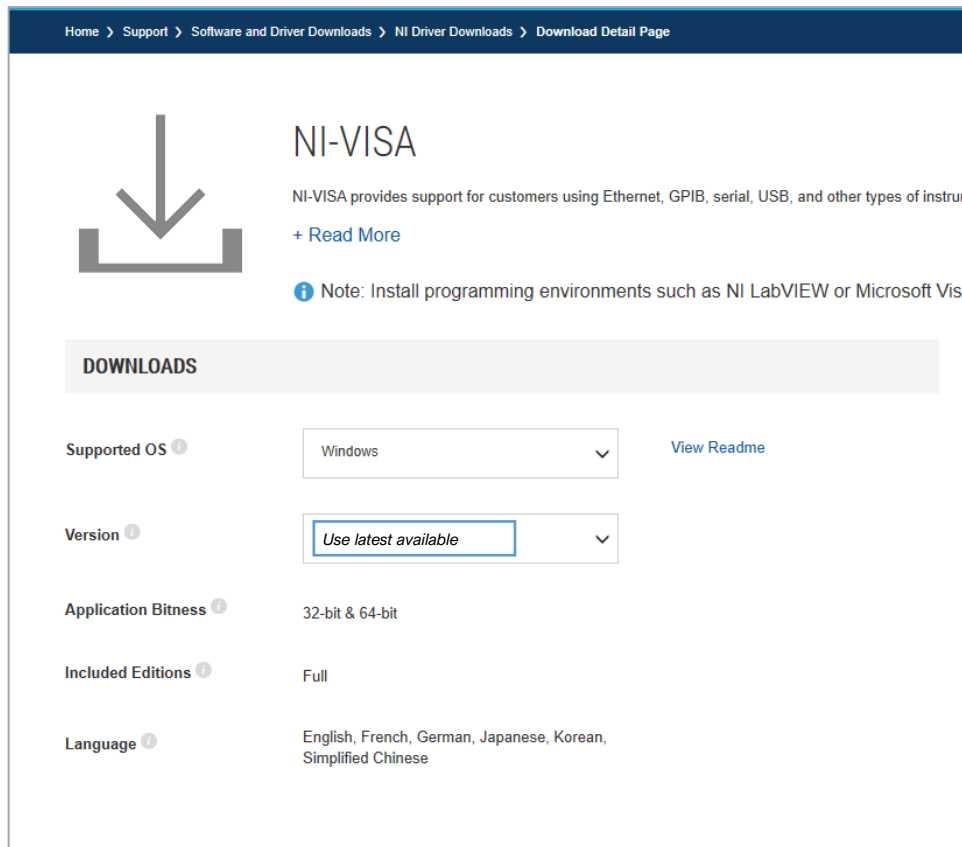 Home > Support > Software and Driver Downloads > NI Driver Downloads > Download Detail Page
NI-VISA
NI-VISA provides support for customers using Ethernet, GPIB, serial, USB, and other types of instru
+ Read More
Note: Install programming environments such as NI LabVIEW or Microsoft Vis
DOWNLOADS
Supported OS
Windows
View Readme
Version
Use latest available
Application Bitness
32-bit & 64-bit
Included Editions
Full
Language
English, French, German, Japanese, Korean,
Simplified Chinese